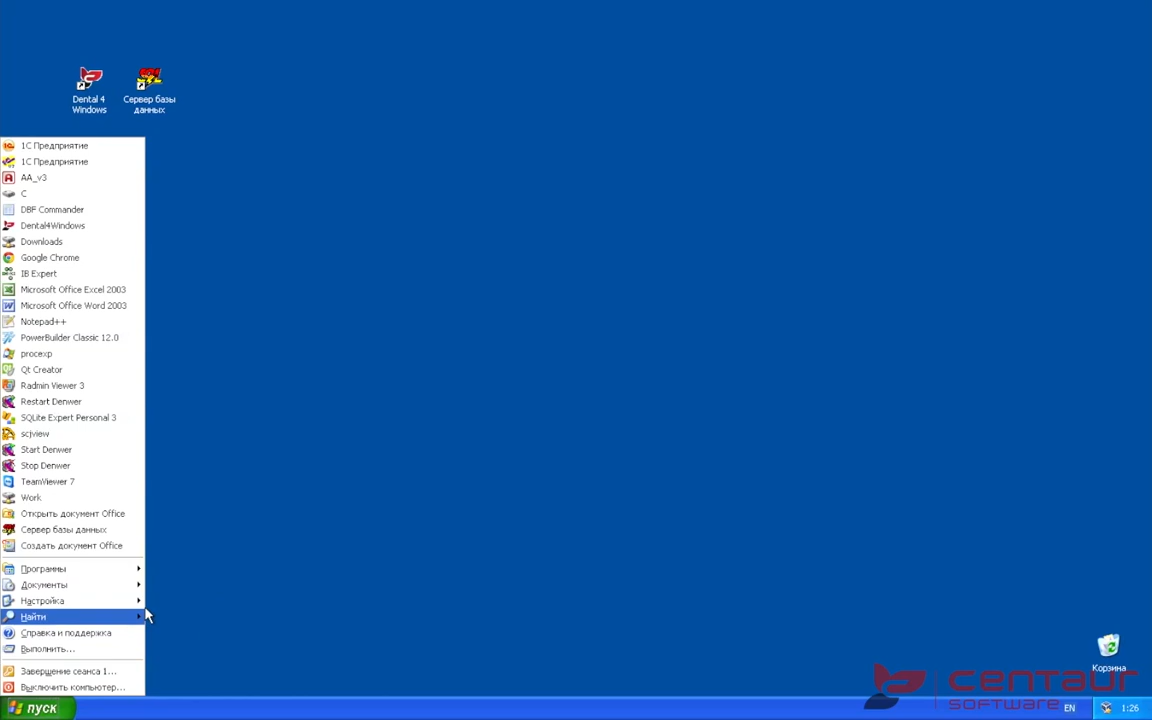 Dental 4
Windows
Сервер базы
данных
1С Предприятие
1С Предприятие
AA_v3
C
DBF Commander
Dental4Windows
Downloads
Google Chrome
IB Expert
Microsoft Office Excel 2003
Microsoft Office Word 2003
Notepad++
PowerBuilder Classic 12.0
procexp
Qt Creator
Radmin Viewer 3
Restart Denwer
SQLite Expert Personal 3
scjview
Start Denwer
Stop Denwer
TeamViewer 7
Work
Открыть документ Office
Сервер базы данных
Создать документ Office
Программы
Документы
Настройка
Найти
Справка и поддержка
Выполнить...
Завершение сеанса 1...
Выключить компьютер...
Корзина
centaur
SOFTWARE
пуск
EN
1:26